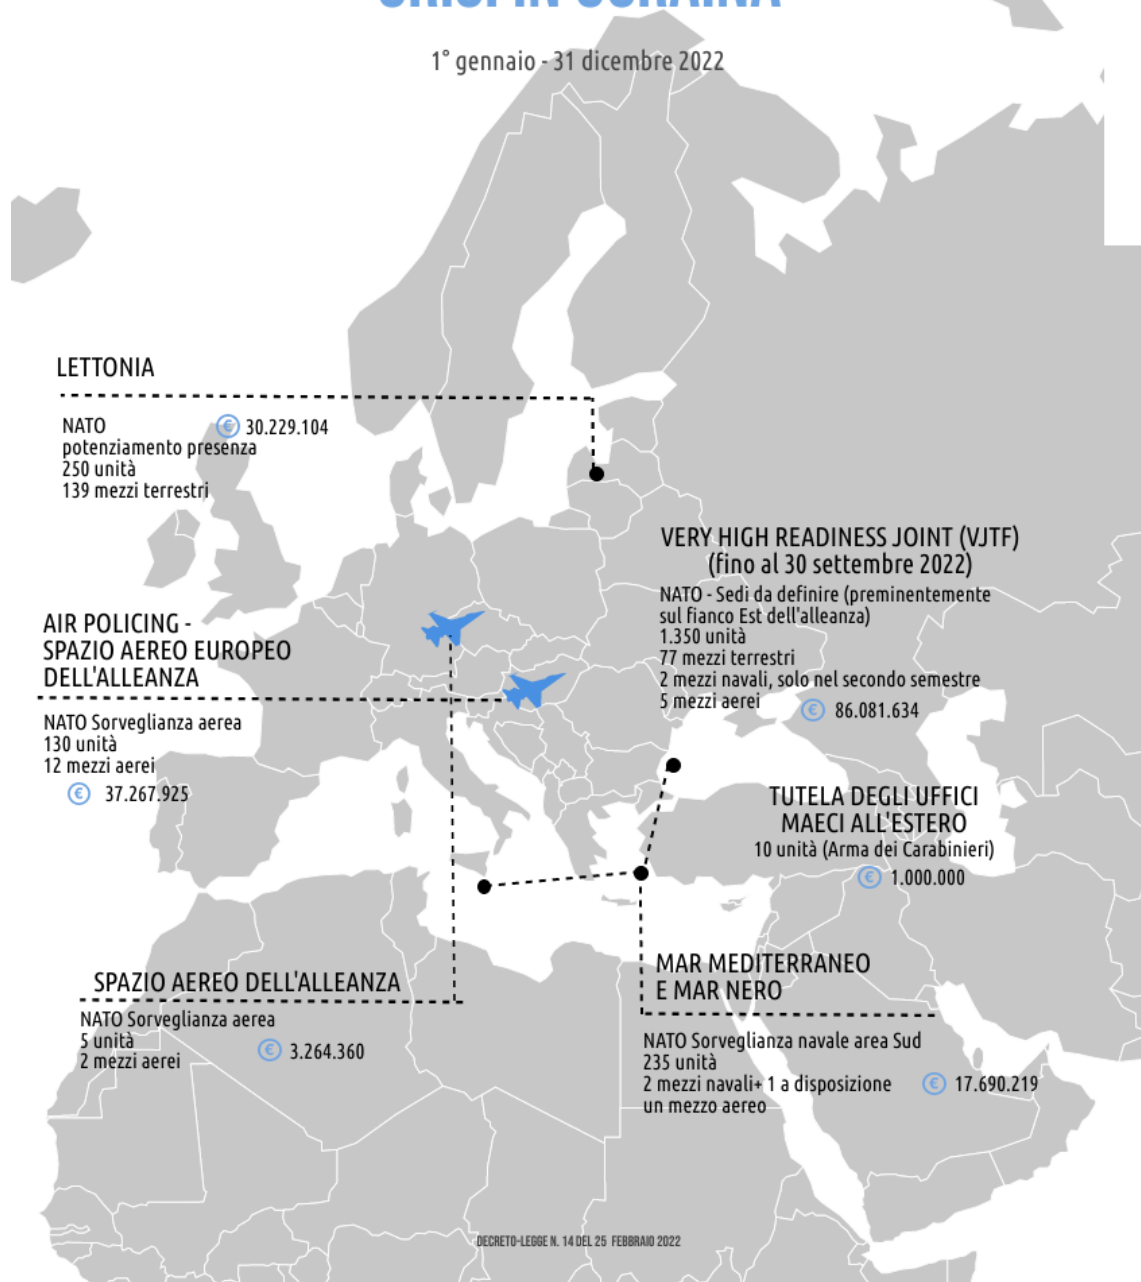 CRISI IN UCRAINA
1° gennaio - 31 dicembre 2022
LETTONIA
NATO
€ 30.229.104
potenziamento presenza
250 unità
139 mezzi terrestri
VERY HIGH READINESS JOINT (VJTF)
(fino al 30 settembre 2022)
NATO - Sedi da definire (preminentemente
sul fianco Est dell'alleanza)
1.350 unità
77 mezzi terrestri
2 mezzi navali, solo nel secondo semestre
5 mezzi aerei
€ 86.081.634
AIR POLICING -
SPAZIO AEREO EUROPEO
DELL'ALLEANZA
NATO Sorveglianza aerea
130 unità
12 mezzi aerei
€ 37.267.925
TUTELA DEGLI UFFICI
MAECI ALL'ESTERO
10 unità (Arma dei Carabinieri)
€ 1.000.000
SPAZIO AEREO DELL'ALLEANZA
NATO Sorveglianza aerea
5 unità
2 mezzi aerei
€ 3.264.360
MAR MEDITERRANEO
E MAR NERO
NATO Sorveglianza navale area Sud
235 unità
2 mezzi navali+ 1 a disposizione
un mezzo aereo
€ 17.690.219
DECRETO-LEGGE N. 14 DEL 25 FEBBRAIO 2022